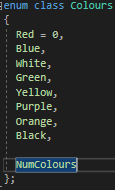 enum class Colours
{
Red = 0,
Blue,
White,
Green,
Yellow,
Purple,
Orange,
Black,
NumColours
};